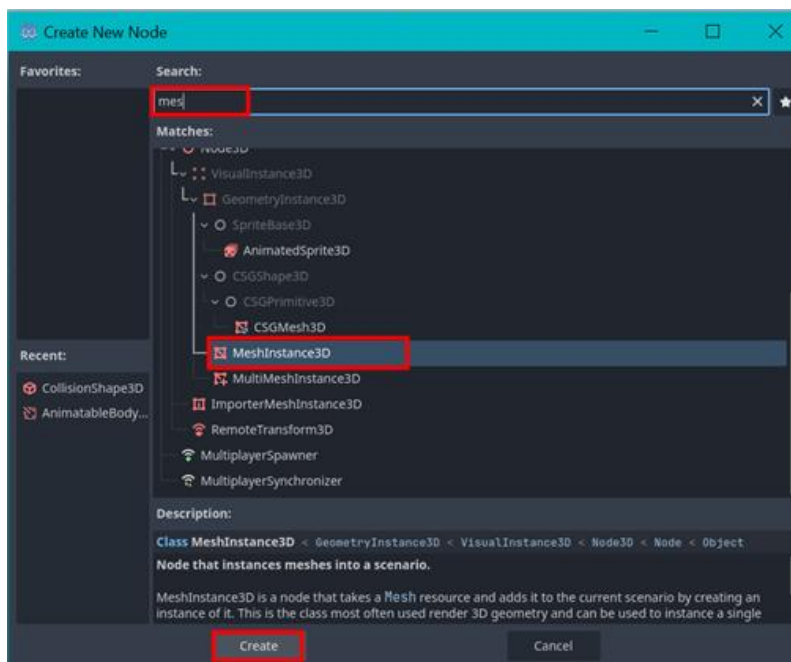 Create New Node
Favorites:
Search:
mes
Matches:
Node3D
VisualInstance3D
GeometryInstance3D
SpriteBase3D
AnimatedSprite3D
CSGShape3D
CSGPrimitive3D
CSGMesh3D
MeshInstance3D
MultiMeshInstance3D
ImporterMeshInstance3D
RemoteTransform3D
MultiplayerSpawner
MultiplayerSynchronizer
Recent:
CollisionShape3D
AnimatableBody...
Description:
Class MeshInstance3D < GeometryInstance3D < VisualInstance3D < Node3D < Node < Object
Node that instances meshes into a scenario.
MeshInstance3D is a node that takes a Mesh resource and adds it to the current scenario by creating an
instance of it. This is the class most often used render 3D geometry and can be used to instance a single
Create
Cancel